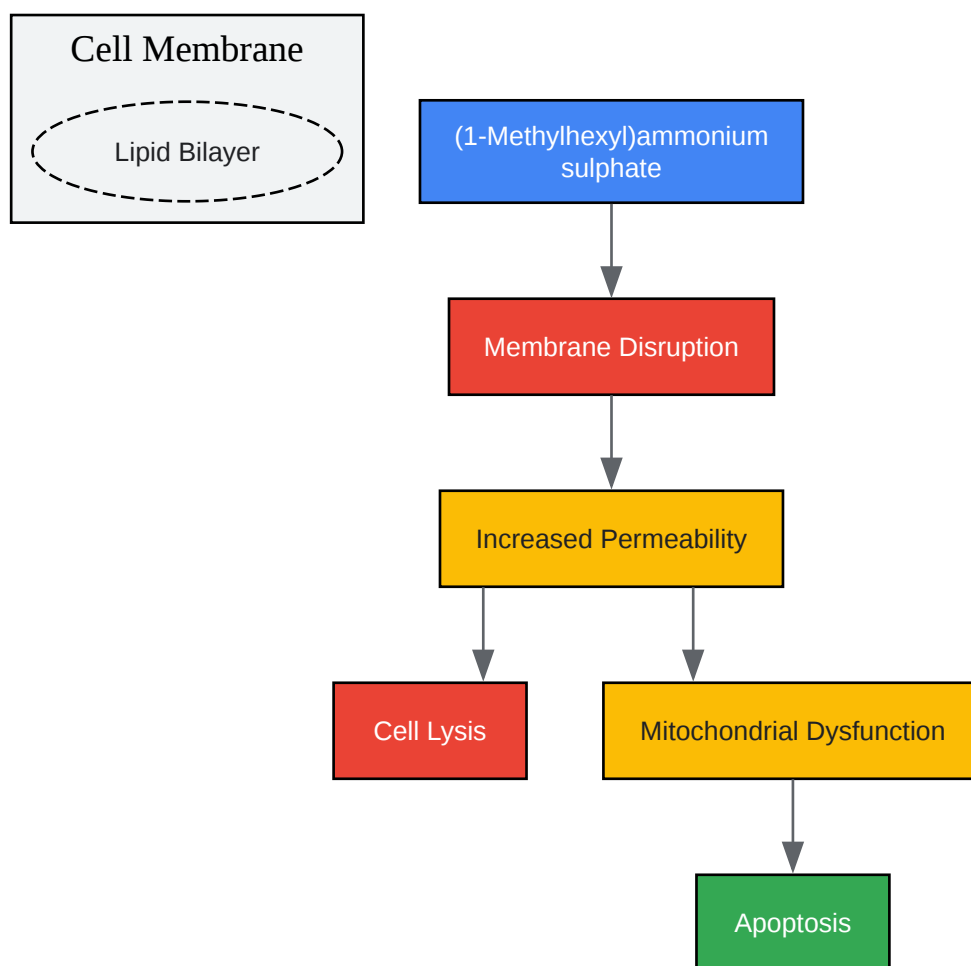 Cell Membrane
Lipid Bilayer
(1-Methylhexyl)ammonium
sulphate
Membrane Disruption
Increased Permeability
Cell Lysis
Mitochondrial Dysfunction
Apoptosis